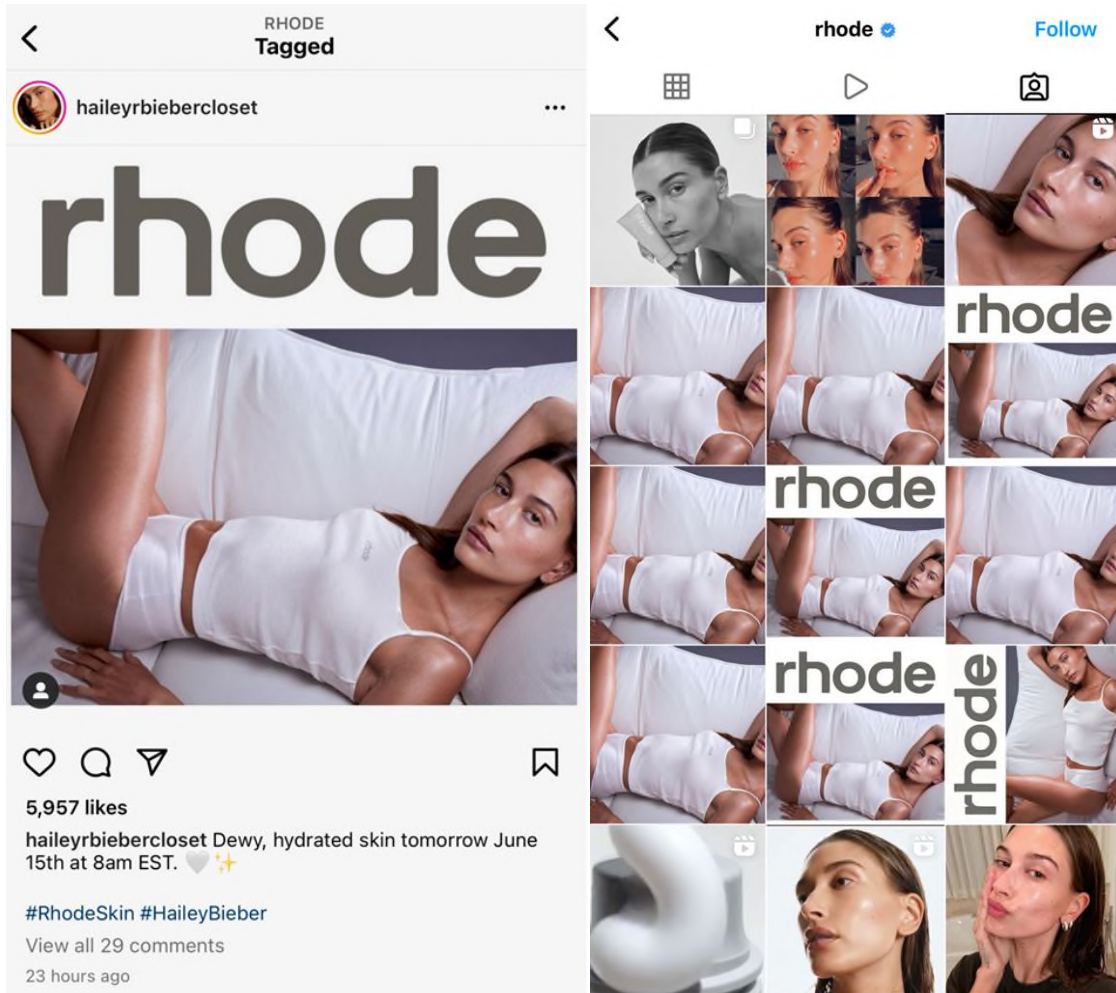 RHODE
Tagged
haileyrbiebercloset
rhode
5,957 likes
haileyrbiebercloset Dewy, hydrated skin tomorrow June
15th at 8am EST. 🤍✨
#RhodeSkin #HaileyBieber
View all 29 comments
23 hours ago
rhode
Follow
rhode
rhode
rhode
rhode